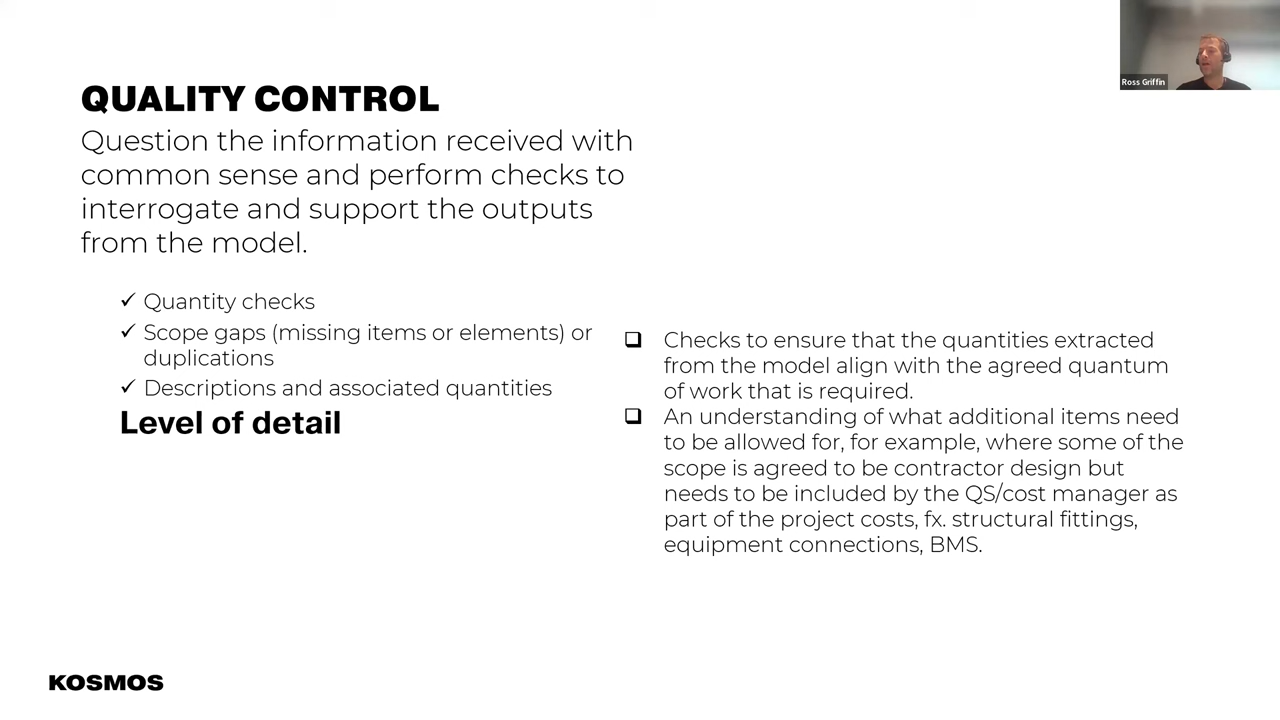 Ross Griffin
QUALITY CONTROL
Question the information received with
common sense and perform checks to
interrogate and support the outputs
from the model.
✓ Quantity checks
✓ Scope gaps (missing items or elements) or
duplications
✓ Descriptions and associated quantities
Level of detail
❑ Checks to ensure that the quantities extracted
from the model align with the agreed quantum
of work that is required.
❑ An understanding of what additional items need
to be allowed for, for example, where some of the
scope is agreed to be contractor design but
needs to be included by the QS/cost manager as
part of the project costs, fx. structural fittings,
equipment connections, BMS.
KOSMOS